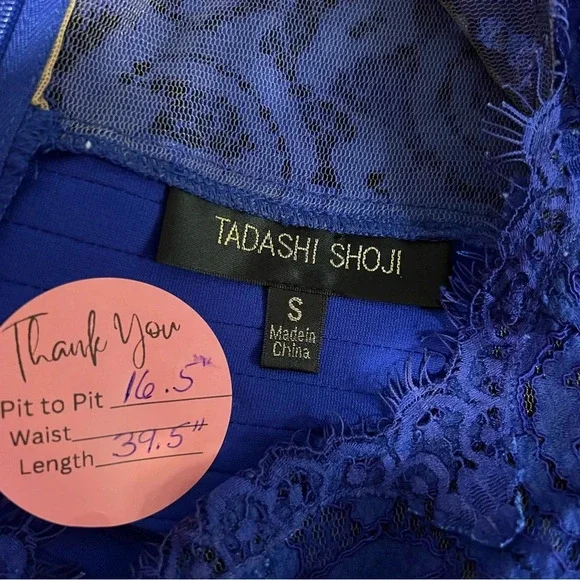 TADASHI SHOJI
S
Made in
China
Thank You
Pit to Pit 16.5"
Waist
Length 39.5"